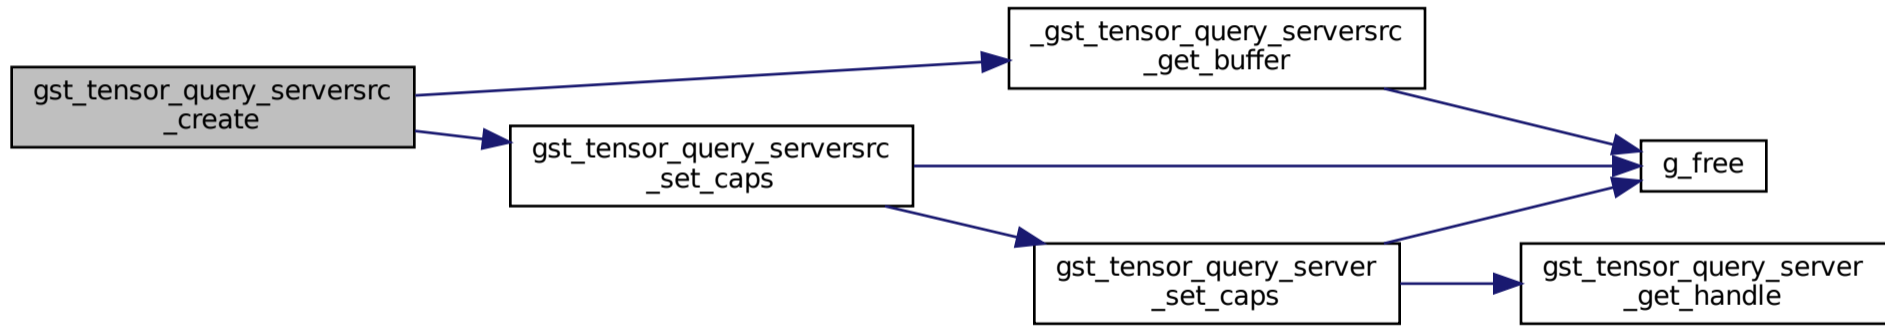 gst_tensor_query_serversrc
_create
_gst_tensor_query_serversrc
_get_buffer
gst_tensor_query_serversrc
_set_caps
g_free
gst_tensor_query_server
_set_caps
gst_tensor_query_server
_get_handle